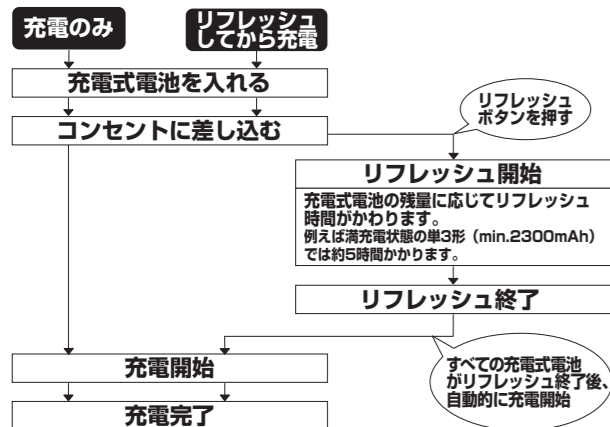 充電のみ
リフレッシュ
してから充電
充電式電池を入れる
コンセントに差し込む
リフレッシュ
ボタンを押す
リフレッシュ開始
充電式電池の残量に応じてリフレッシュ
時間がかわります。
例えば満充電状態の単3形（min.2300mAh）
では約5時間かかります。
リフレッシュ終了
すべての充電式電池
がリフレッシュ終了後、
自動的に充電開始
充電開始
充電完了